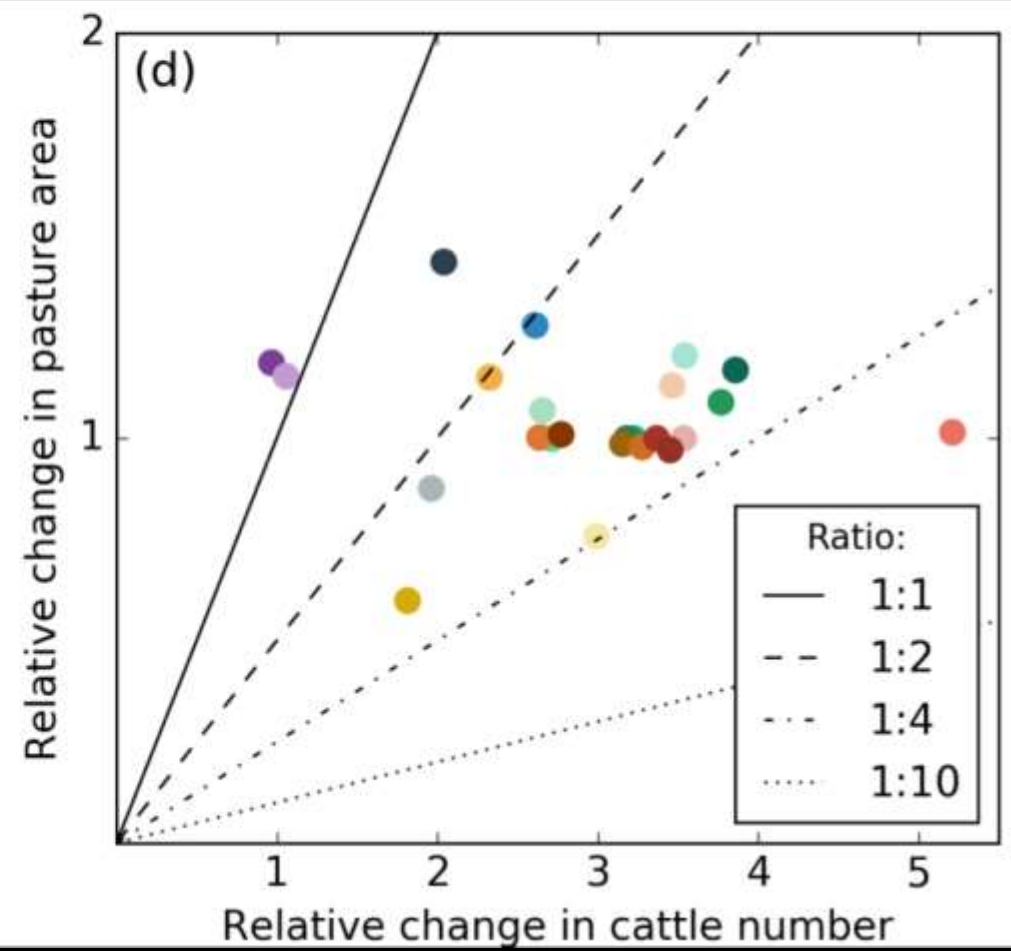 2
(d)
Relative change in pasture area
1
Ratio:
1:1
1:2
1:4
1:10
1 2 3 4 5
Relative change in cattle number